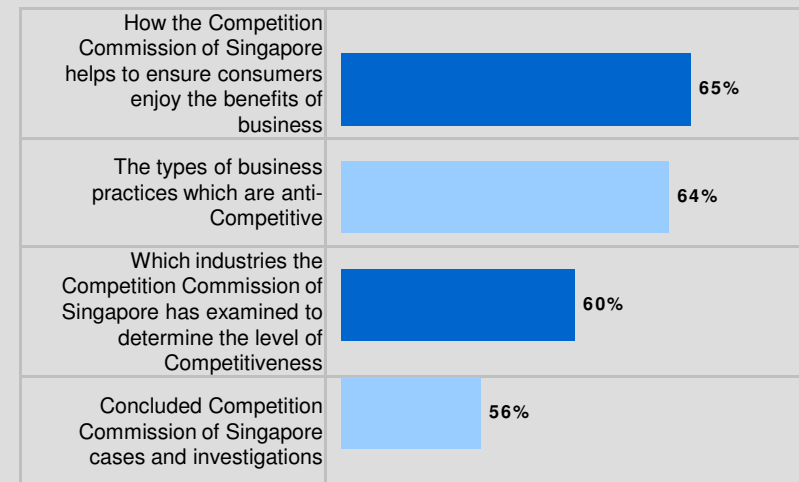 How the Competition
Commission of Singapore
helps to ensure consumers
enjoy the benefits of
business
65%
The types of business
practices which are anti-
Competitive
64%
Which industries the
Competition Commission of
Singapore has examined to
determine the level of
Competitiveness
60%
Concluded Competition
Commission of Singapore
cases and investigations
56%